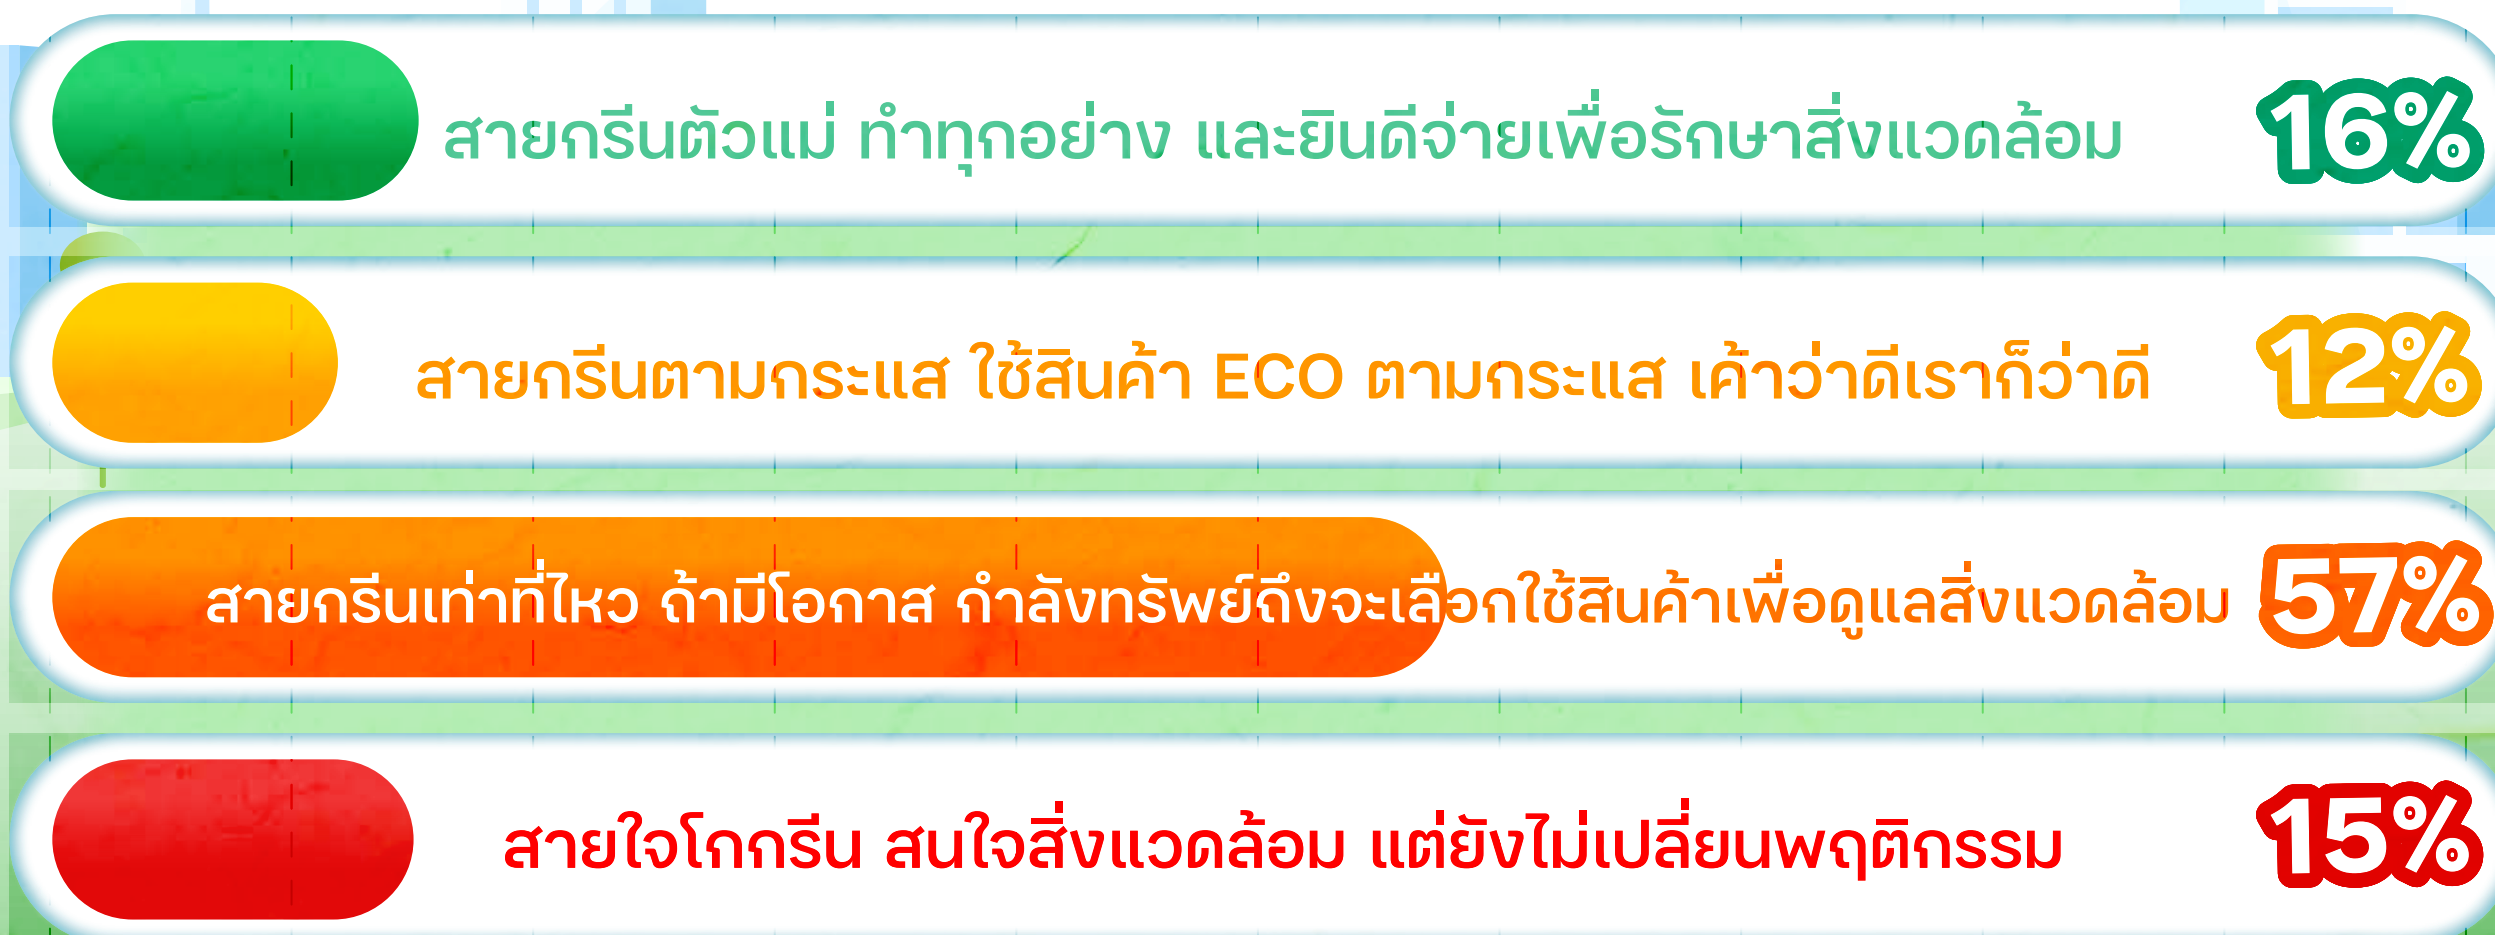 สายกรีนตัวแม่ ทำทุกอย่าง และยินดีจ่ายเพื่อรักษาสิ่งแวดล้อม 16%
สายกรีนตามกระแส ใช้สินค้า ECO ตามกระแส เค้าว่าดีเราก็ว่าดี 12%
สายกรีนเท่าที่ไหว ถ้ามีโอกาส กำลังทรัพย์ถึงจะเลือกใช้สินค้าเพื่อดูแลสิ่งแวดล้อม 57%
สายใจโกกรีน สนใจสิ่งแวดล้อม แต่ยังไม่เปลี่ยนพฤติกรรม 15%